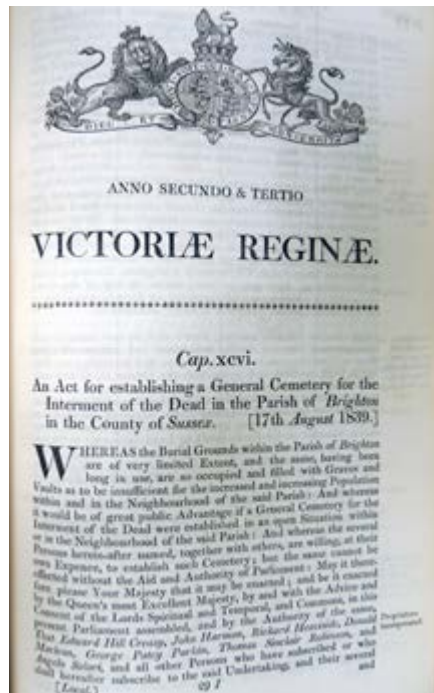 DIEU ET MON DROIT
ANNO SECUNDO & TERTIO
VICTORIÆ REGINÆ.
Cap. xcvi.
An Act for establishing a General Cemetery for the
Interment of the Dead in the Parish of Brighton
in the County of Sussex. [17th August 1839.]
WHEREAS the Burial Grounds within the Parish of Brighton
are of very limited Extent, and the same, having been
long in use, are so occupied and filled with Graves and
Vaults as to be insufficient for the increased and increasing Population
within and in the Neighbourhood of the said Parish: And whereas
it would be of great public Advantage if a General Cemetery for the
Interment of the Dead were established in an open Situation within
or in the Neighbourhood of the said Parish: And whereas the several
Persons herein-after named, together with others, are willing, at their
own Expence, to establish such Cemetery; but the same cannot be
effected without the Aid and Authority of Parliament: May it there-
fore please Your Majesty that it may be enacted; and be it enacted
by the Queen's most Excellent Majesty, by and with the Advice and
Consent of the Lords Spiritual and Temporal, and Commons, in this
present Parliament assembled, and by the Authority of the same,
That Edward Hill Creasy, John Harman, Richard Heaviside, Donald
George Patey Parkin, Thomas Sinclair Robinson, and
Angelo Solari, and all other Persons who have subscribed or who
shall hereafter subscribe to the said Undertaking, and their several
and
[Local.]